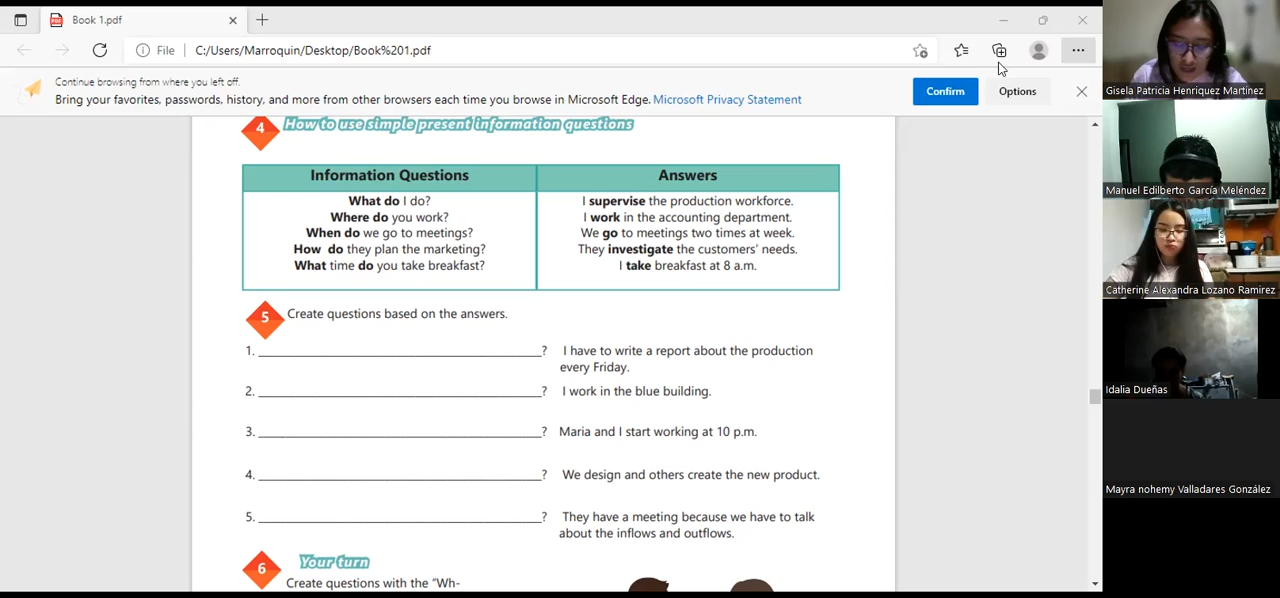 Book 1.pdf
File
C:/Users/Marroquin/Desktop/Book%201.pdf
Continue browsing from where you left off.
Bring your favorites, passwords, history, and more from other browsers each time you browse in Microsoft Edge. Microsoft Privacy Statement
Confirm
Options
4 How to use simple present information questions
Information Questions
What do I do?
Where do you work?
When do we go to meetings?
How do they plan the marketing?
What time do you take breakfast?
Answers
I supervise the production workforce.
I work in the accounting department.
We go to meetings two times at week.
They investigate the customers' needs.
I take breakfast at 8 a.m.
5 Create questions based on the answers.
1. ________________________________________? I have to write a report about the production
every Friday.
2. ________________________________________? I work in the blue building.
3. ________________________________________? Maria and I start working at 10 p.m.
4. ________________________________________? We design and others create the new product.
5. ________________________________________? They have a meeting because we have to talk
about the inflows and outflows.
6 Your turn
Create questions with the "Wh-
Gisela Patricia Henriquez Martinez
Manuel Edilberto García Meléndez
Catherine Alexandra Lozano Ramirez
Idalia Dueñas
Mayra nohemy Valladares González